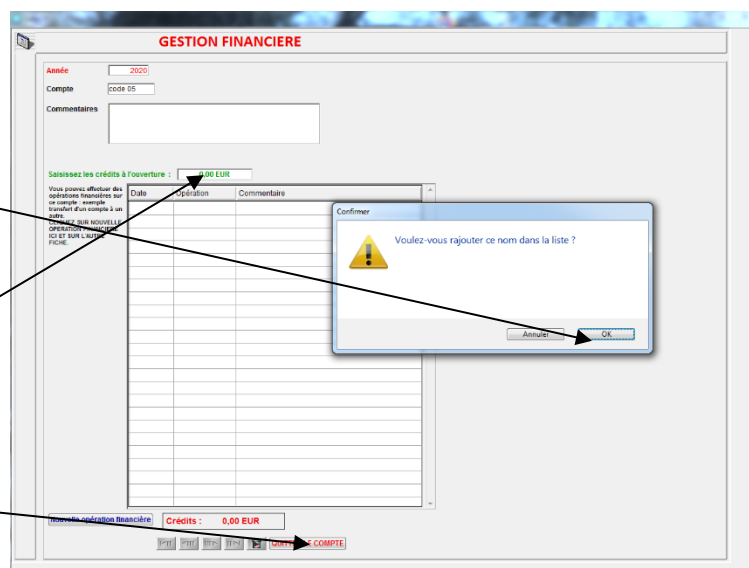 GESTION FINANCIERE
Année 2020
Compte code 05
Commentaires
Saisissez les crédits à l'ouverture : 0,00 EUR
Vous pouvez effectuer des
opérations financières sur
ce compte : exemple
transfert d'un compte à un
autre.
CLIQUEZ SUR NOUVELLE
OPERATION FINANCIERE
ICI ET SUR L'AUTRE
FICHE.
Date Opération Commentaire
Confirmer
Voulez-vous rajouter ce nom dans la liste ?
Annuler OK
nouvelle opération financière Crédits : 0,00 EUR
QUITTER LE COMPTE